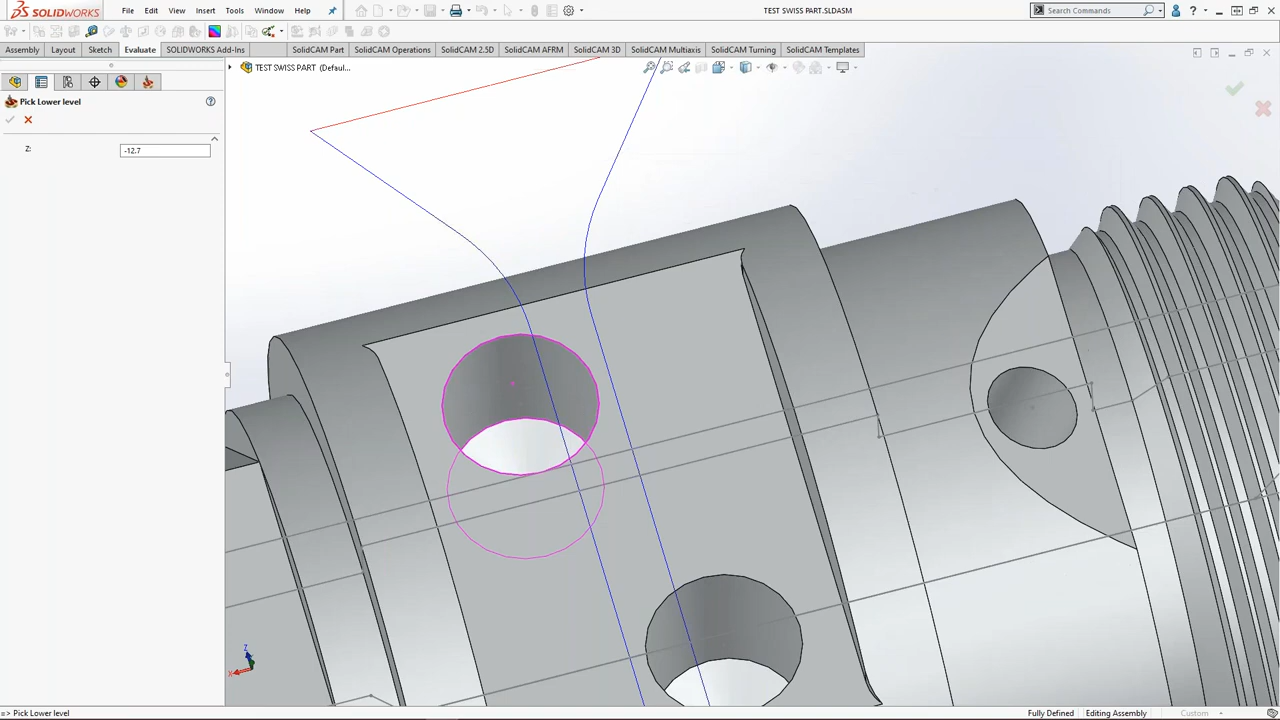 SOLIDWORKS File Edit View Insert Tools Window Help TEST SWISS PART.SLDASM Search Commands
Assembly Layout Sketch Evaluate SOLIDWORKS Add-Ins SolidCAM Part SolidCAM Operations SolidCAM 2.5D SolidCAM AFRM SolidCAM 3D SolidCAM Multiaxis SolidCAM Turning SolidCAM Templates
TEST SWISS PART (Defaul...
Pick Lower level
Z: -12.7
Z
X
=> Pick Lower level Fully Defined Editing Assembly Custom